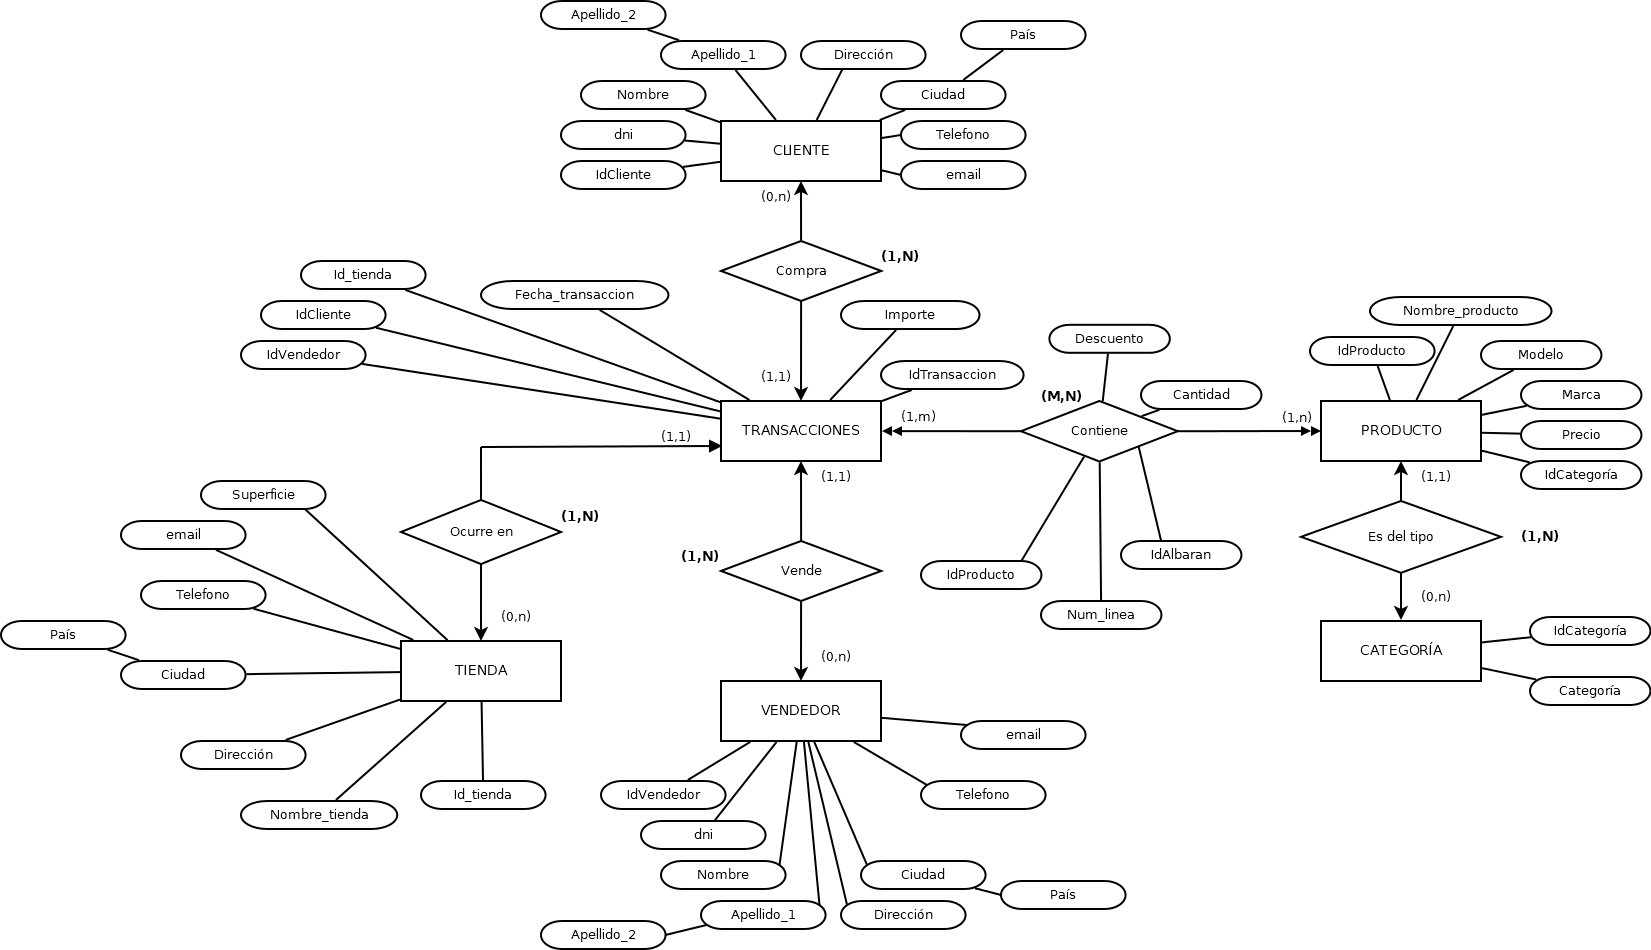 Apellido_2
Apellido_1
Dirección
País
Nombre
Ciudad
dni
Telefono
IdCliente
email
CLIENTE
(0,n)
Compra
(1,N)
(1,1)
Id_tienda
Fecha_transaccion
IdCliente
IdVendedor
Importe
IdTransaccion
TRANSACCIONES
(1,m)
(M,N)
Descuento
Cantidad
Contiene
(1,n)
IdProducto
Num_linea
IdAlbaran
Nombre_producto
IdProducto
Modelo
Marca
Precio
IdCategoría
PRODUCTO
(1,1)
Es del tipo
(1,N)
(0,n)
CATEGORÍA
IdCategoría
Categoría
(1,1)
Ocurre en
(1,N)
(0,n)
Superficie
email
Telefono
País
Ciudad
TIENDA
Dirección
Nombre_tienda
Id_tienda
(1,1)
(1,N)
Vende
(0,n)
VENDEDOR
email
IdVendedor
Telefono
dni
Nombre
Ciudad
País
Apellido_1
Dirección
Apellido_2